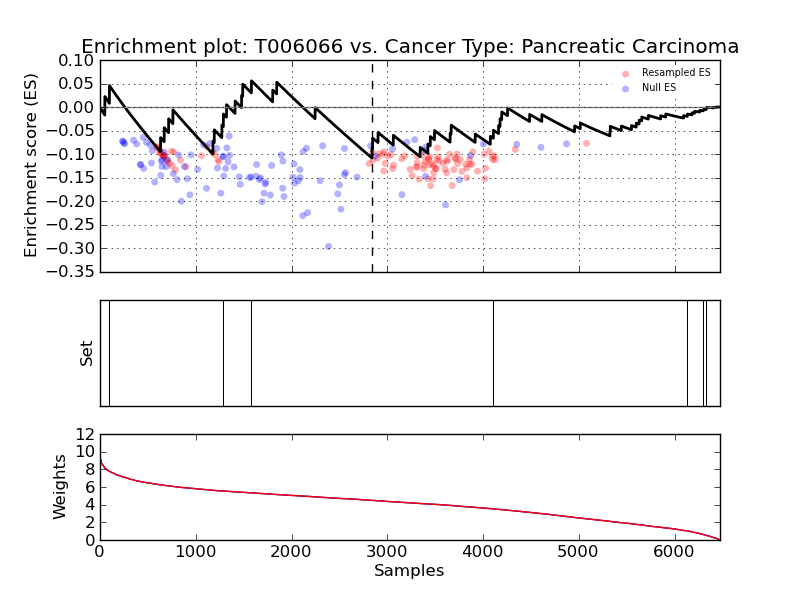 Enrichment plot: T006066 vs. Cancer Type: Pancreatic Carcinoma
Enrichment score (ES)
0.10
0.05
0.00
−0.05
−0.10
−0.15
−0.20
−0.25
−0.30
−0.35
Resampled ES
Null ES
Set
Weights
12
10
8
6
4
2
0
0 1000 2000 3000 4000 5000 6000
Samples